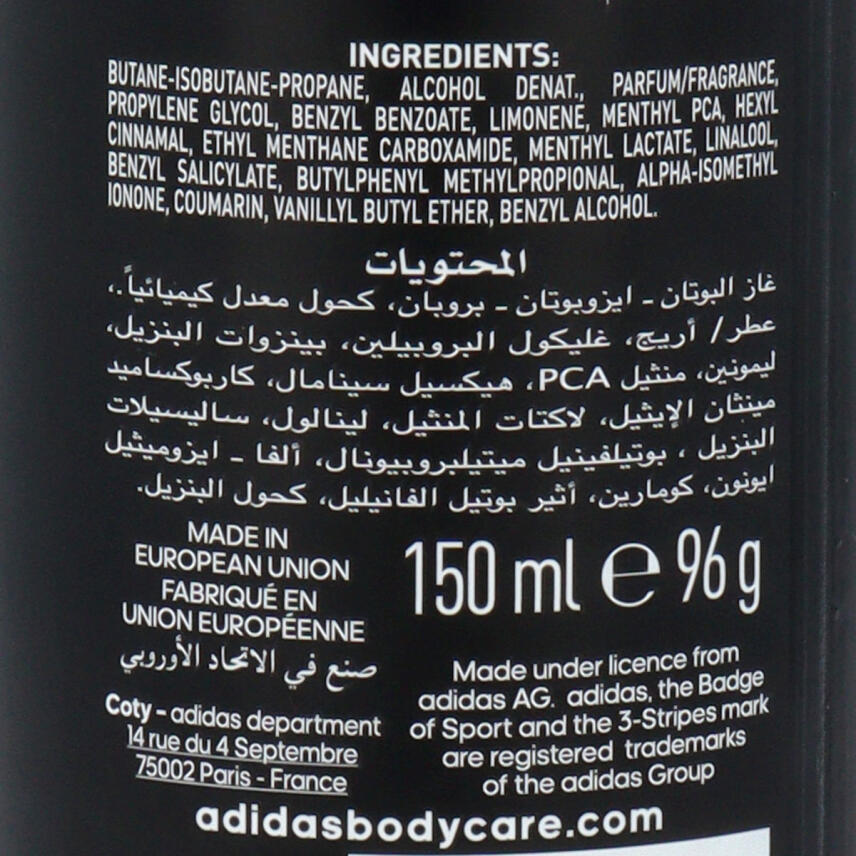 INGREDIENTS:
BUTANE-ISOBUTANE-PROPANE, ALCOHOL DENAT., PARFUM/FRAGRANCE,
PROPYLENE GLYCOL, BENZYL BENZOATE, LIMONENE, MENTHYL PCA, HEXYL
CINNAMAL, ETHYL MENTHANE CARBOXAMIDE, MENTHYL LACTATE, LINALOOL,
BENZYL SALICYLATE, BUTYLPHENYL METHYLPROPIONAL, ALPHA-ISOMETHYL
IONONE, COUMARIN, VANILLYL BUTYL ETHER, BENZYL ALCOHOL.
المحتويات
غاز البوتان - ايزوبوتان - بروبان، كحول معدل كيميائياً.،
عطر/ أريج، غليكول البروبيلين، بينزوات البنزيل،
ليمونين، منثيل PCA، هيكسيل سينامال، كاربوكساميد
مينثان الإيثيل، لاكتات المنثيل، لينالول، ساليسيلات
البنزيل ، بوتيلفينيل ميتيلبروبيونال، ألفا - ايزوميثيل
ايونون، كومارين، أثير بوتيل الفانيليل، كحول البنزيل.
MADE IN
EUROPEAN UNION
FABRIQUÉ EN
UNION EUROPÉENNE
صنع في الاتحاد الأوروبي
150 ml e 96 g
Coty - adidas department
14 rue du 4 Septembre
75002 Paris - France
Made under licence from
adidas AG. adidas, the Badge
of Sport and the 3-Stripes mark
are registered trademarks
of the adidas Group
adidasbodycare.com